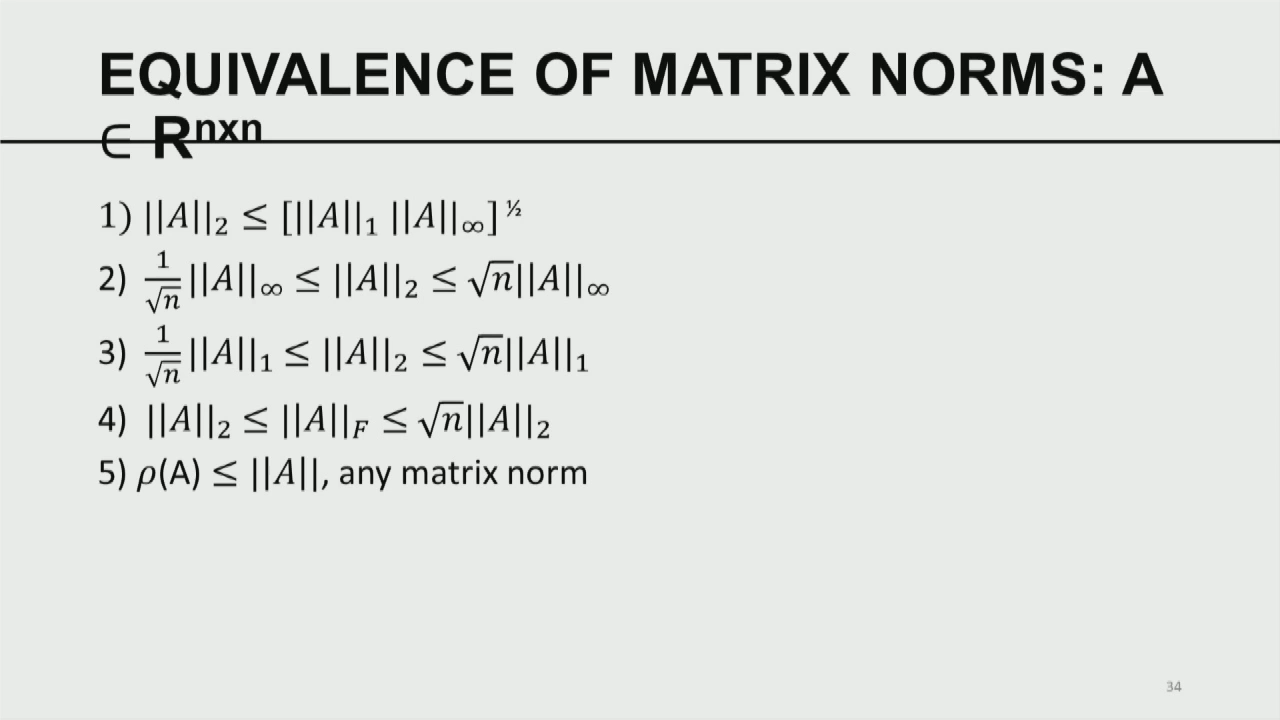 EQUIVALENCE OF MATRIX NORMS: A
∈ Rⁿˣⁿ
1) ||A||₂ ≤ [||A||₁ ||A||∞]^½
2) 1/√n ||A||∞ ≤ ||A||₂ ≤ √n||A||∞
3) 1/√n ||A||₁ ≤ ||A||₂ ≤ √n||A||₁
4) ||A||₂ ≤ ||A||_F ≤ √n||A||₂
5) ρ(A) ≤ ||A||, any matrix norm
34